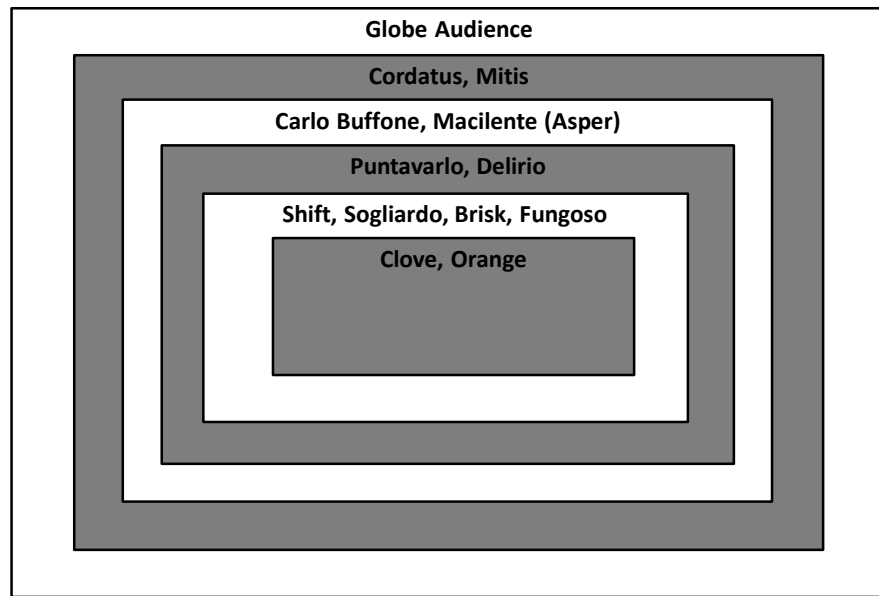 Globe Audience
Cordatus, Mitis
Carlo Buffone, Macilente (Asper)
Puntavarlo, Delirio
Shift, Sogliardo, Brisk, Fungoso
Clove, Orange